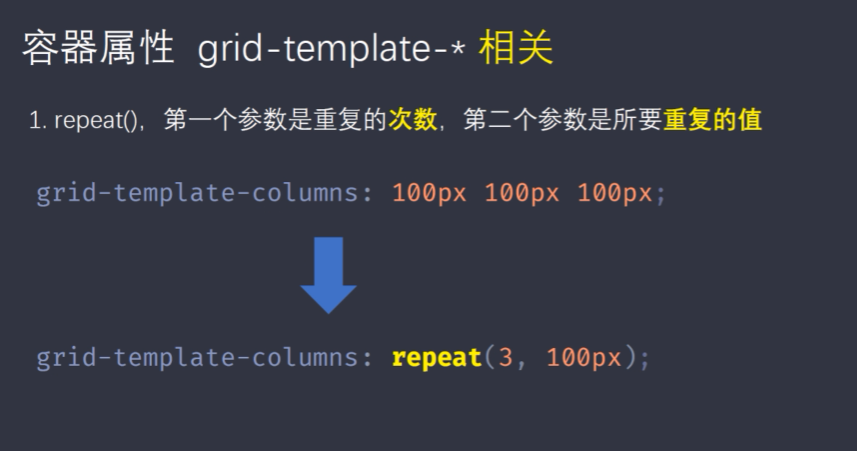 容器属性 grid-template-* 相关
1. repeat()，第一个参数是重复的次数，第二个参数是所要重复的值
grid-template-columns: 100px 100px 100px;
grid-template-columns: repeat(3, 100px);